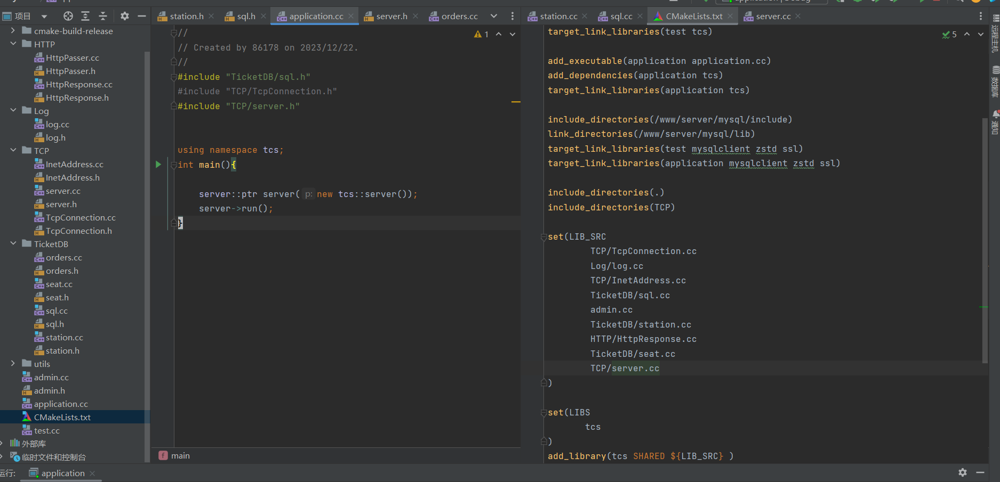 项目
station.h
sql.h
application.cc
server.h
orders.cc
station.cc
sql.cc
CMakeLists.txt
server.cc
cmake-build-release
HTTP
HttpPasser.cc
HttpPasser.h
HttpResponse.cc
HttpResponse.h
Log
log.cc
log.h
TCP
InetAddress.cc
InetAddress.h
server.cc
server.h
TcpConnection.cc
TcpConnection.h
TicketDB
orders.cc
orders.h
seat.cc
seat.h
sql.cc
sql.h
station.cc
station.h
utils
admin.cc
admin.h
application.cc
CMakeLists.txt
test.cc
外部库
临时文件和控制台
//
// Created by 86178 on 2023/12/22.
//
#include "TicketDB/sql.h"
#include "TCP/TcpConnection.h"
#include "TCP/server.h"
using namespace tcs;
int main(){
server::ptr server( p: new tcs::server());
server->run();
}
1
main
target_link_libraries(test tcs)
add_executable(application application.cc)
add_dependencies(application tcs)
target_link_libraries(application tcs)
include_directories(/www/server/mysql/include)
link_directories(/www/server/mysql/lib)
target_link_libraries(test mysqlclient zstd ssl)
target_link_libraries(application mysqlclient zstd ssl)
include_directories(.)
include_directories(TCP)
set(LIB_SRC
TCP/TcpConnection.cc
Log/log.cc
TCP/InetAddress.cc
TicketDB/sql.cc
admin.cc
TicketDB/station.cc
HTTP/HttpResponse.cc
TicketDB/seat.cc
TCP/server.cc
)
set(LIBS
tcs
)
add_library(tcs SHARED ${LIB_SRC} )
5
远程主机
数据库
通知
运行:
application